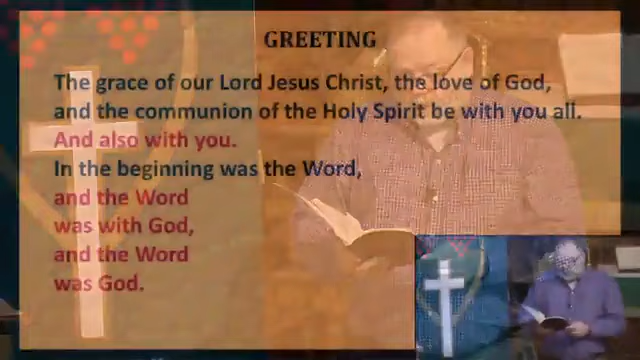 GREETING
The grace of our Lord Jesus Christ, the love of God,
and the communion of the Holy Spirit be with you all.
And also with you.
In the beginning was the Word,
and the Word
was with God,
and the Word
was God.